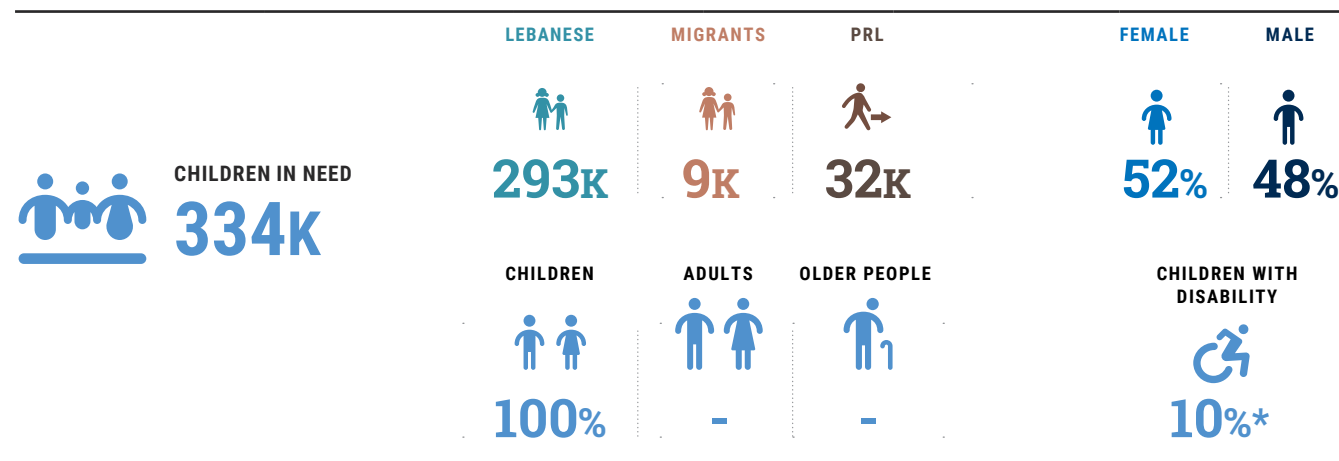 LEBANESE
MIGRANTS
PRL
FEMALE
MALE
CHILDREN IN NEED
334K
293K
9K
32K
52%
48%
CHILDREN
ADULTS
OLDER PEOPLE
CHILDREN WITH
DISABILITY
100%
-
-
10%*